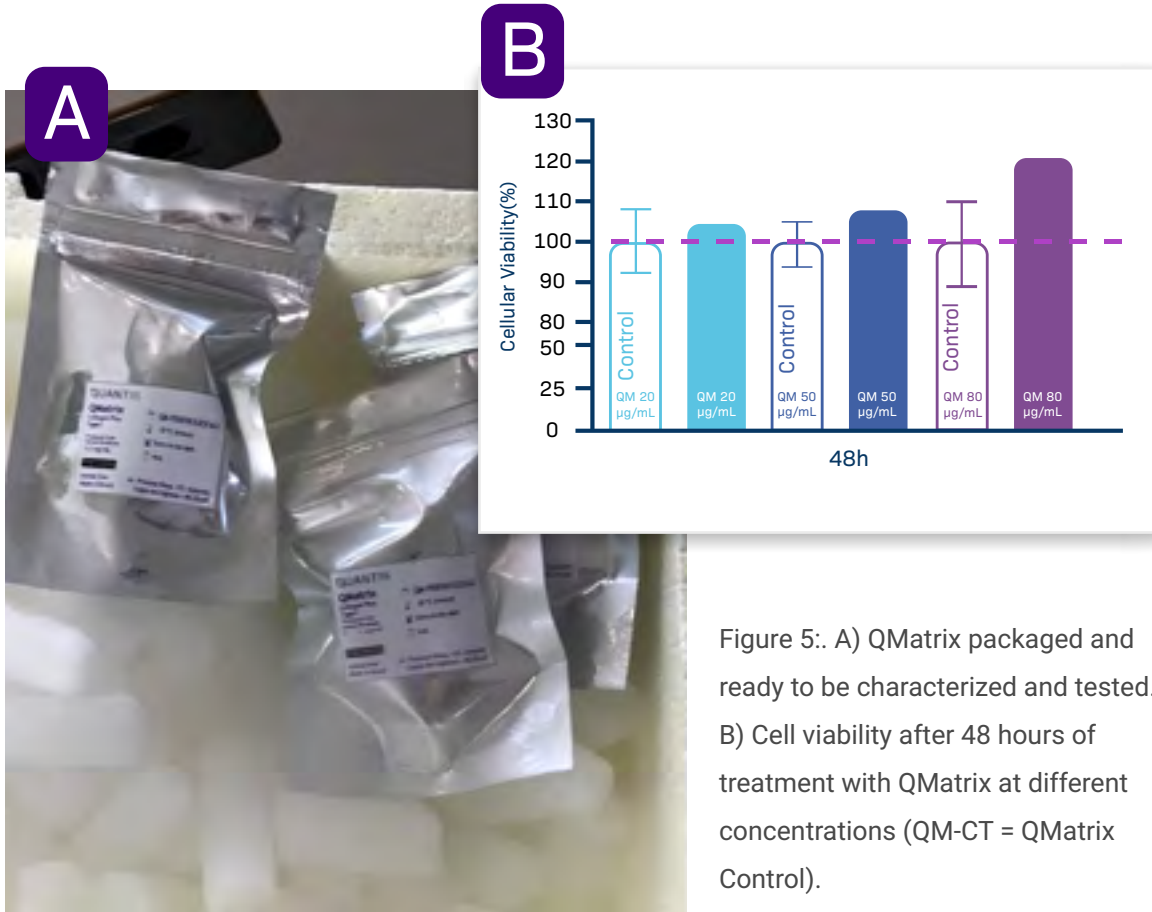 A
B
130
120
110
100
90
80
50
25
0
Cellular Viability(%)
Control
QM 20
µg/mL
QM 20
µg/mL
Control
QM 50
µg/mL
QM 50
µg/mL
Control
QM 80
µg/mL
QM 80
µg/mL
48h
QUANTIS
QMatrix
QUANTIS
QMatrix
Figure 5:. A) QMatrix packaged and
ready to be characterized and tested.
B) Cell viability after 48 hours of
treatment with QMatrix at different
concentrations (QM-CT = QMatrix
Control).